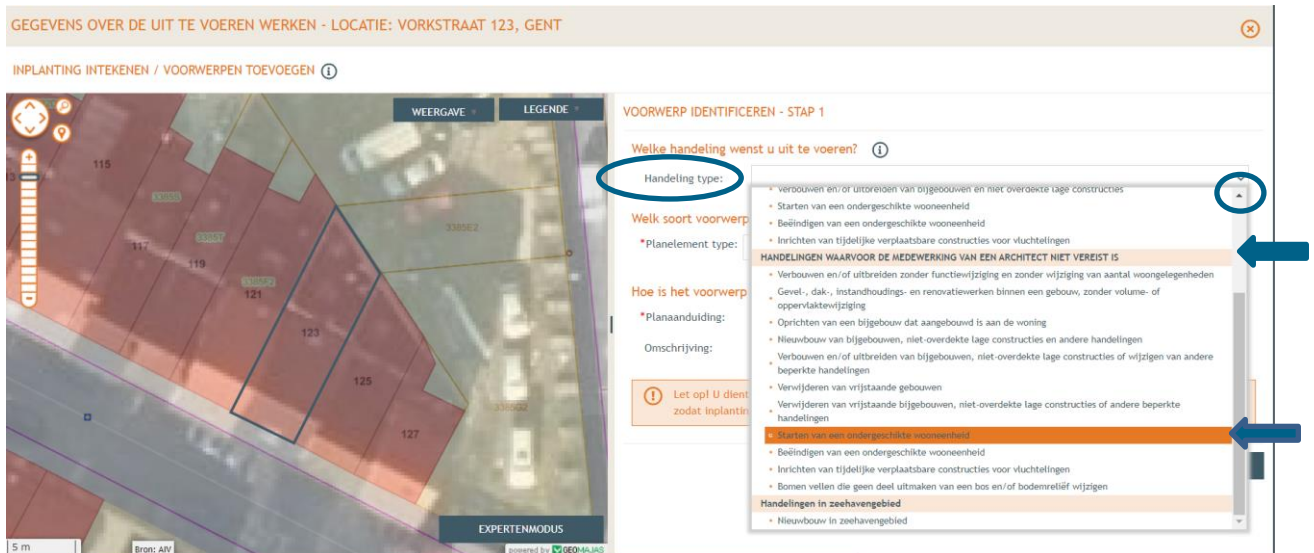 GEGEVENS OVER DE UIT TE VOEREN WERKEN - LOCATIE: VORKSTRAAT 123, GENT
INPLANTING INTEKENEN / VOORWERPEN TOEVOEGEN
WEERGAVE
LEGENDE
115
117
119
121
123
125
127
3385E2
5 m
Bron: AIV
EXPERTENMODUS
powered by GEOMAJAS
VOORWERP IDENTIFICEREN - STAP 1
Welke handeling wenst u uit te voeren?
Handeling type:
Verbouwen en/of uitbreiden van bijgebouwen en niet overdekte lage constructies
• Starten van een ondergeschikte wooneenheid
• Beëindigen van een ondergeschikte wooneenheid
• Inrichten van tijdelijke verplaatsbare constructies voor vluchtelingen
HANDELINGEN WAARVOOR DE MEDEWERKING VAN EEN ARCHITECT NIET VEREIST IS
• Verbouwen en/of uitbreiden zonder functiewijziging en zonder wijziging van aantal woongelegenheden
• Gevel-, dak-, instandhoudings- en renovatiewerken binnen een gebouw, zonder volume- of
oppervlaktewijziging
• Oprichten van een bijgebouw dat aangebouwd is aan de woning
• Nieuwbouw van bijgebouwen, niet-overdekte lage constructies en andere handelingen
• Verbouwen en/of uitbreiden van bijgebouwen, niet-overdekte lage constructies of wijzigen van andere
beperkte handelingen
• Verwijderen van vrijstaande gebouwen
• Verwijderen van vrijstaande bijgebouwen, niet-overdekte lage constructies of andere beperkte
handelingen
• Starten van een ondergeschikte wooneenheid
• Beëindigen van een ondergeschikte wooneenheid
• Inrichten van tijdelijke verplaatsbare constructies voor vluchtelingen
• Bomen vellen die geen deel uitmaken van een bos en/of bodemreliëf wijzigen
Handelingen in zeehavengebied
• Nieuwbouw in zeehavengebied
Welk soort voorwerp
*Planelement type:
Hoe is het voorwerp
*Planaanduiding:
Omschrijving:
Let op! U dient
zodat inplantin